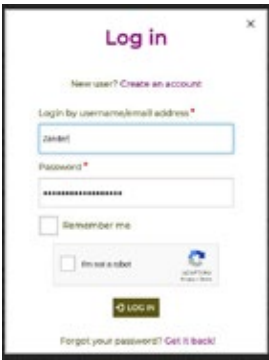 ×
Log in
New user? Create an account
Login by username/email address *
Password *
Remember me
I'm not a robot
reCAPTCHA
LOG IN
Forgot your password? Get it back!